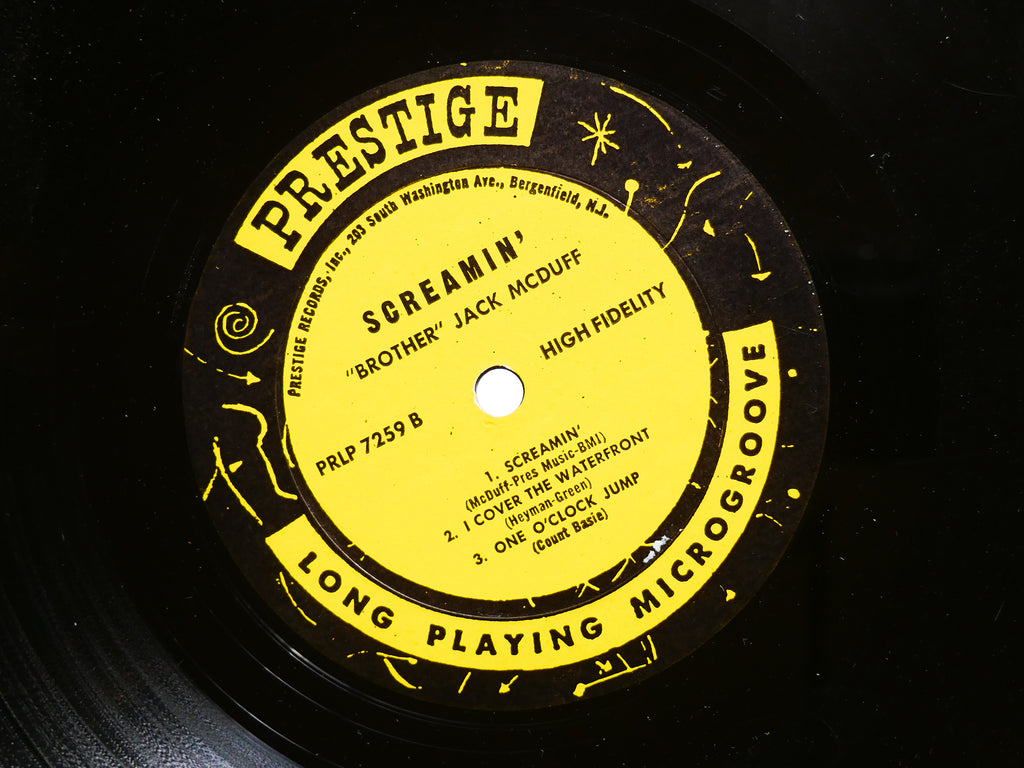 PRESTIGE
PRESTIGE RECORDS, Inc., 203 South Washington Ave., Bergenfield, N.J.
SCREAMIN'
"BROTHER" JACK MCDUFF
HIGH FIDELITY
PRLP 7259 B
1. SCREAMIN'
(McDuff-Pres Music-BMI)
2. I COVER THE WATERFRONT
(Heyman-Green)
3. ONE O'CLOCK JUMP
(Count Basie)
LONG PLAYING MICROGROOVE